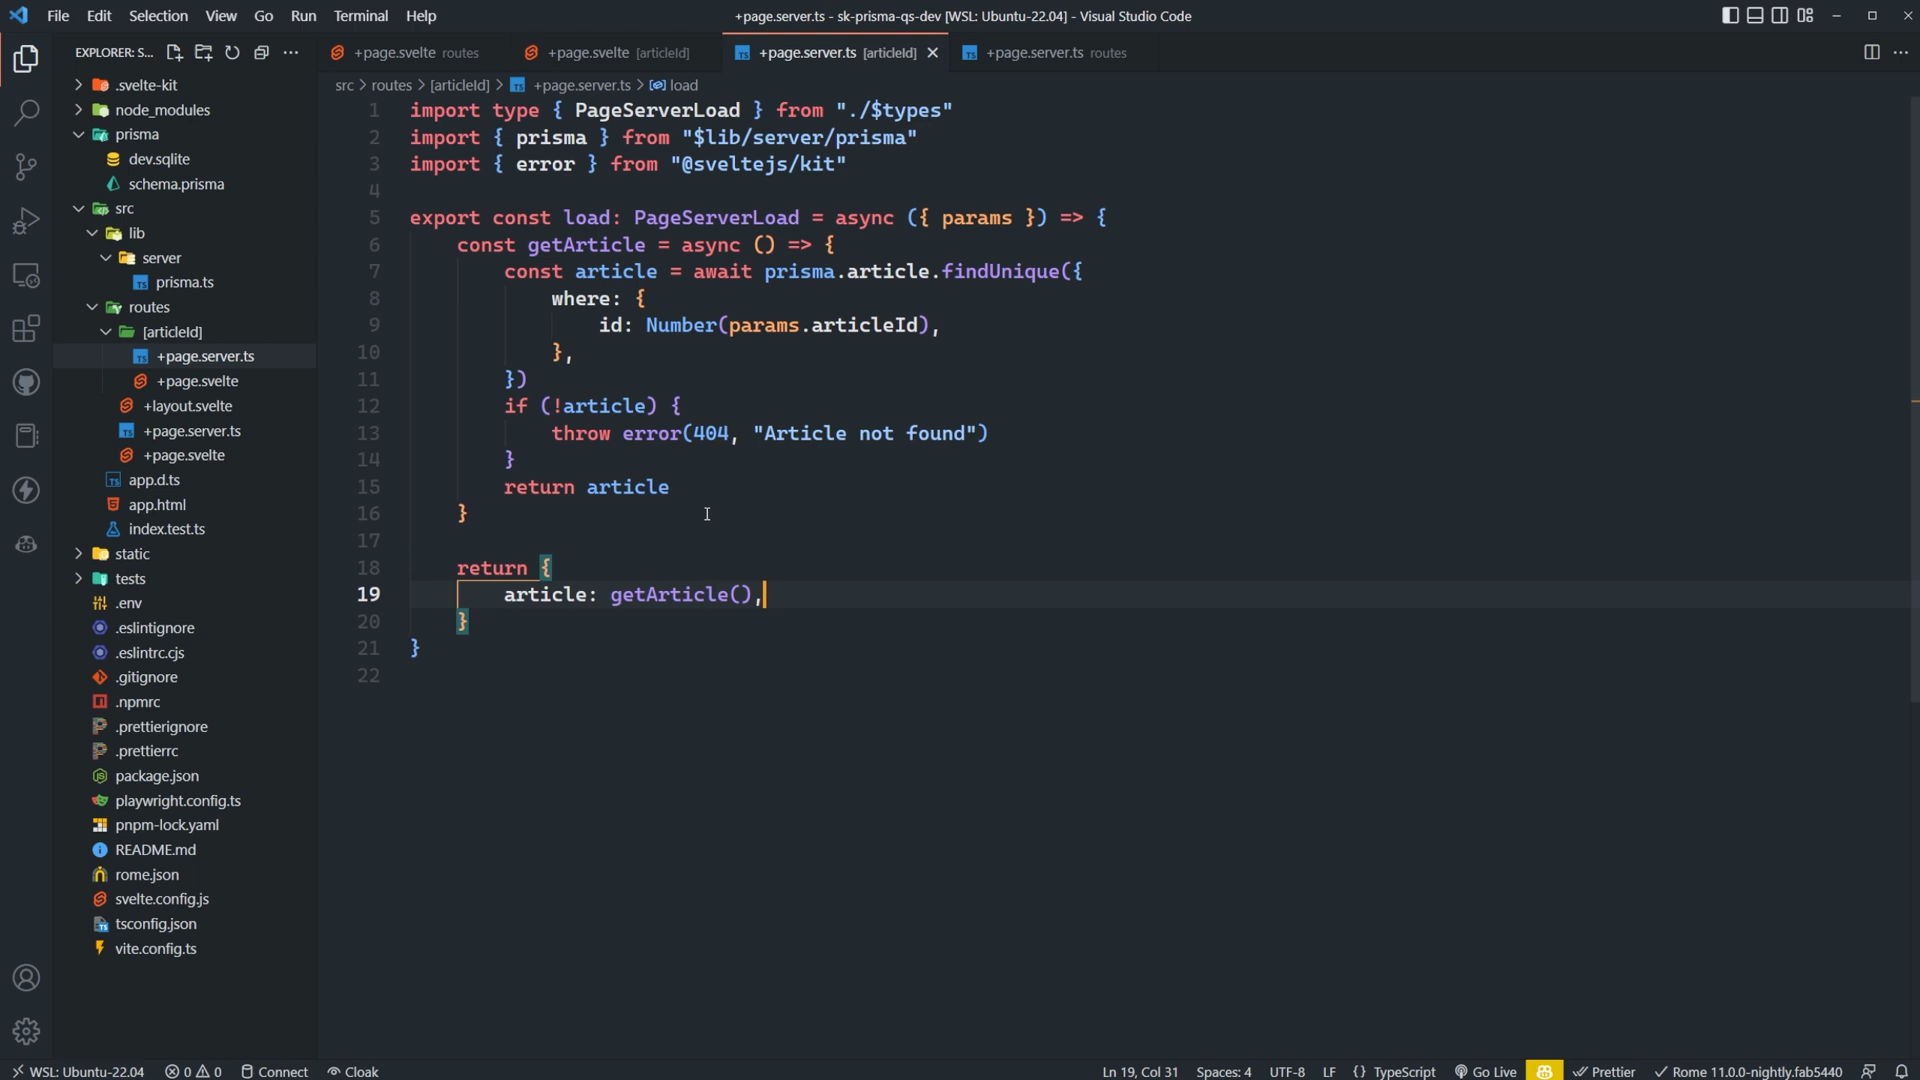 File Edit Selection View Go Run Terminal Help
+page.server.ts - sk-prisma-qs-dev [WSL: Ubuntu-22.04] - Visual Studio Code
EXPLORER: S...
+page.svelte routes
+page.svelte [articleId]
+page.server.ts [articleId]
+page.server.ts routes
src > routes > [articleId] > +page.server.ts > load
.svelte-kit
node_modules
prisma
dev.sqlite
schema.prisma
src
lib
server
prisma.ts
routes
[articleId]
+page.server.ts
+page.svelte
+layout.svelte
+page.server.ts
+page.svelte
app.d.ts
app.html
index.test.ts
static
tests
.env
.eslintignore
.eslintrc.cjs
.gitignore
.npmrc
.prettierignore
.prettierrc
package.json
playwright.config.ts
pnpm-lock.yaml
README.md
rome.json
svelte.config.js
tsconfig.json
vite.config.ts
1 import type { PageServerLoad } from "./$types"
2 import { prisma } from "$lib/server/prisma"
3 import { error } from "@sveltejs/kit"
4
5 export const load: PageServerLoad = async ({ params }) => {
6 const getArticle = async () => {
7 const article = await prisma.article.findUnique({
8 where: {
9 id: Number(params.articleId),
10 },
11 })
12 if (!article) {
13 throw error(404, "Article not found")
14 }
15 return article
16 }
17
18 return {
19 article: getArticle(),
20 }
21 }
22
WSL: Ubuntu-22.04 0 0 Connect Cloak
Ln 19, Col 31 Spaces: 4 UTF-8 LF {} TypeScript Go Live Prettier Rome 11.0.0-nightly.fab5440